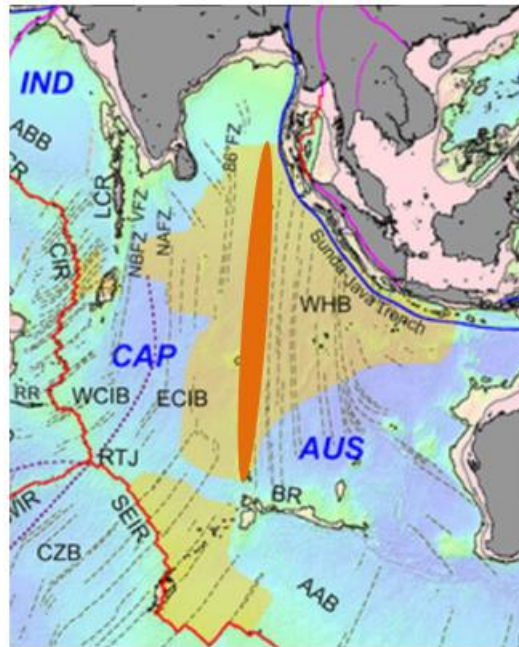 IND
ABB
CR
LCR
CIR
NBFZ
VFZ
NAFZ
86°FZ
Sunda-Java Trench
WHB
CAP
WCIB
ECIB
RR
AUS
RTJ
BR
SEIR
CZB
AAB